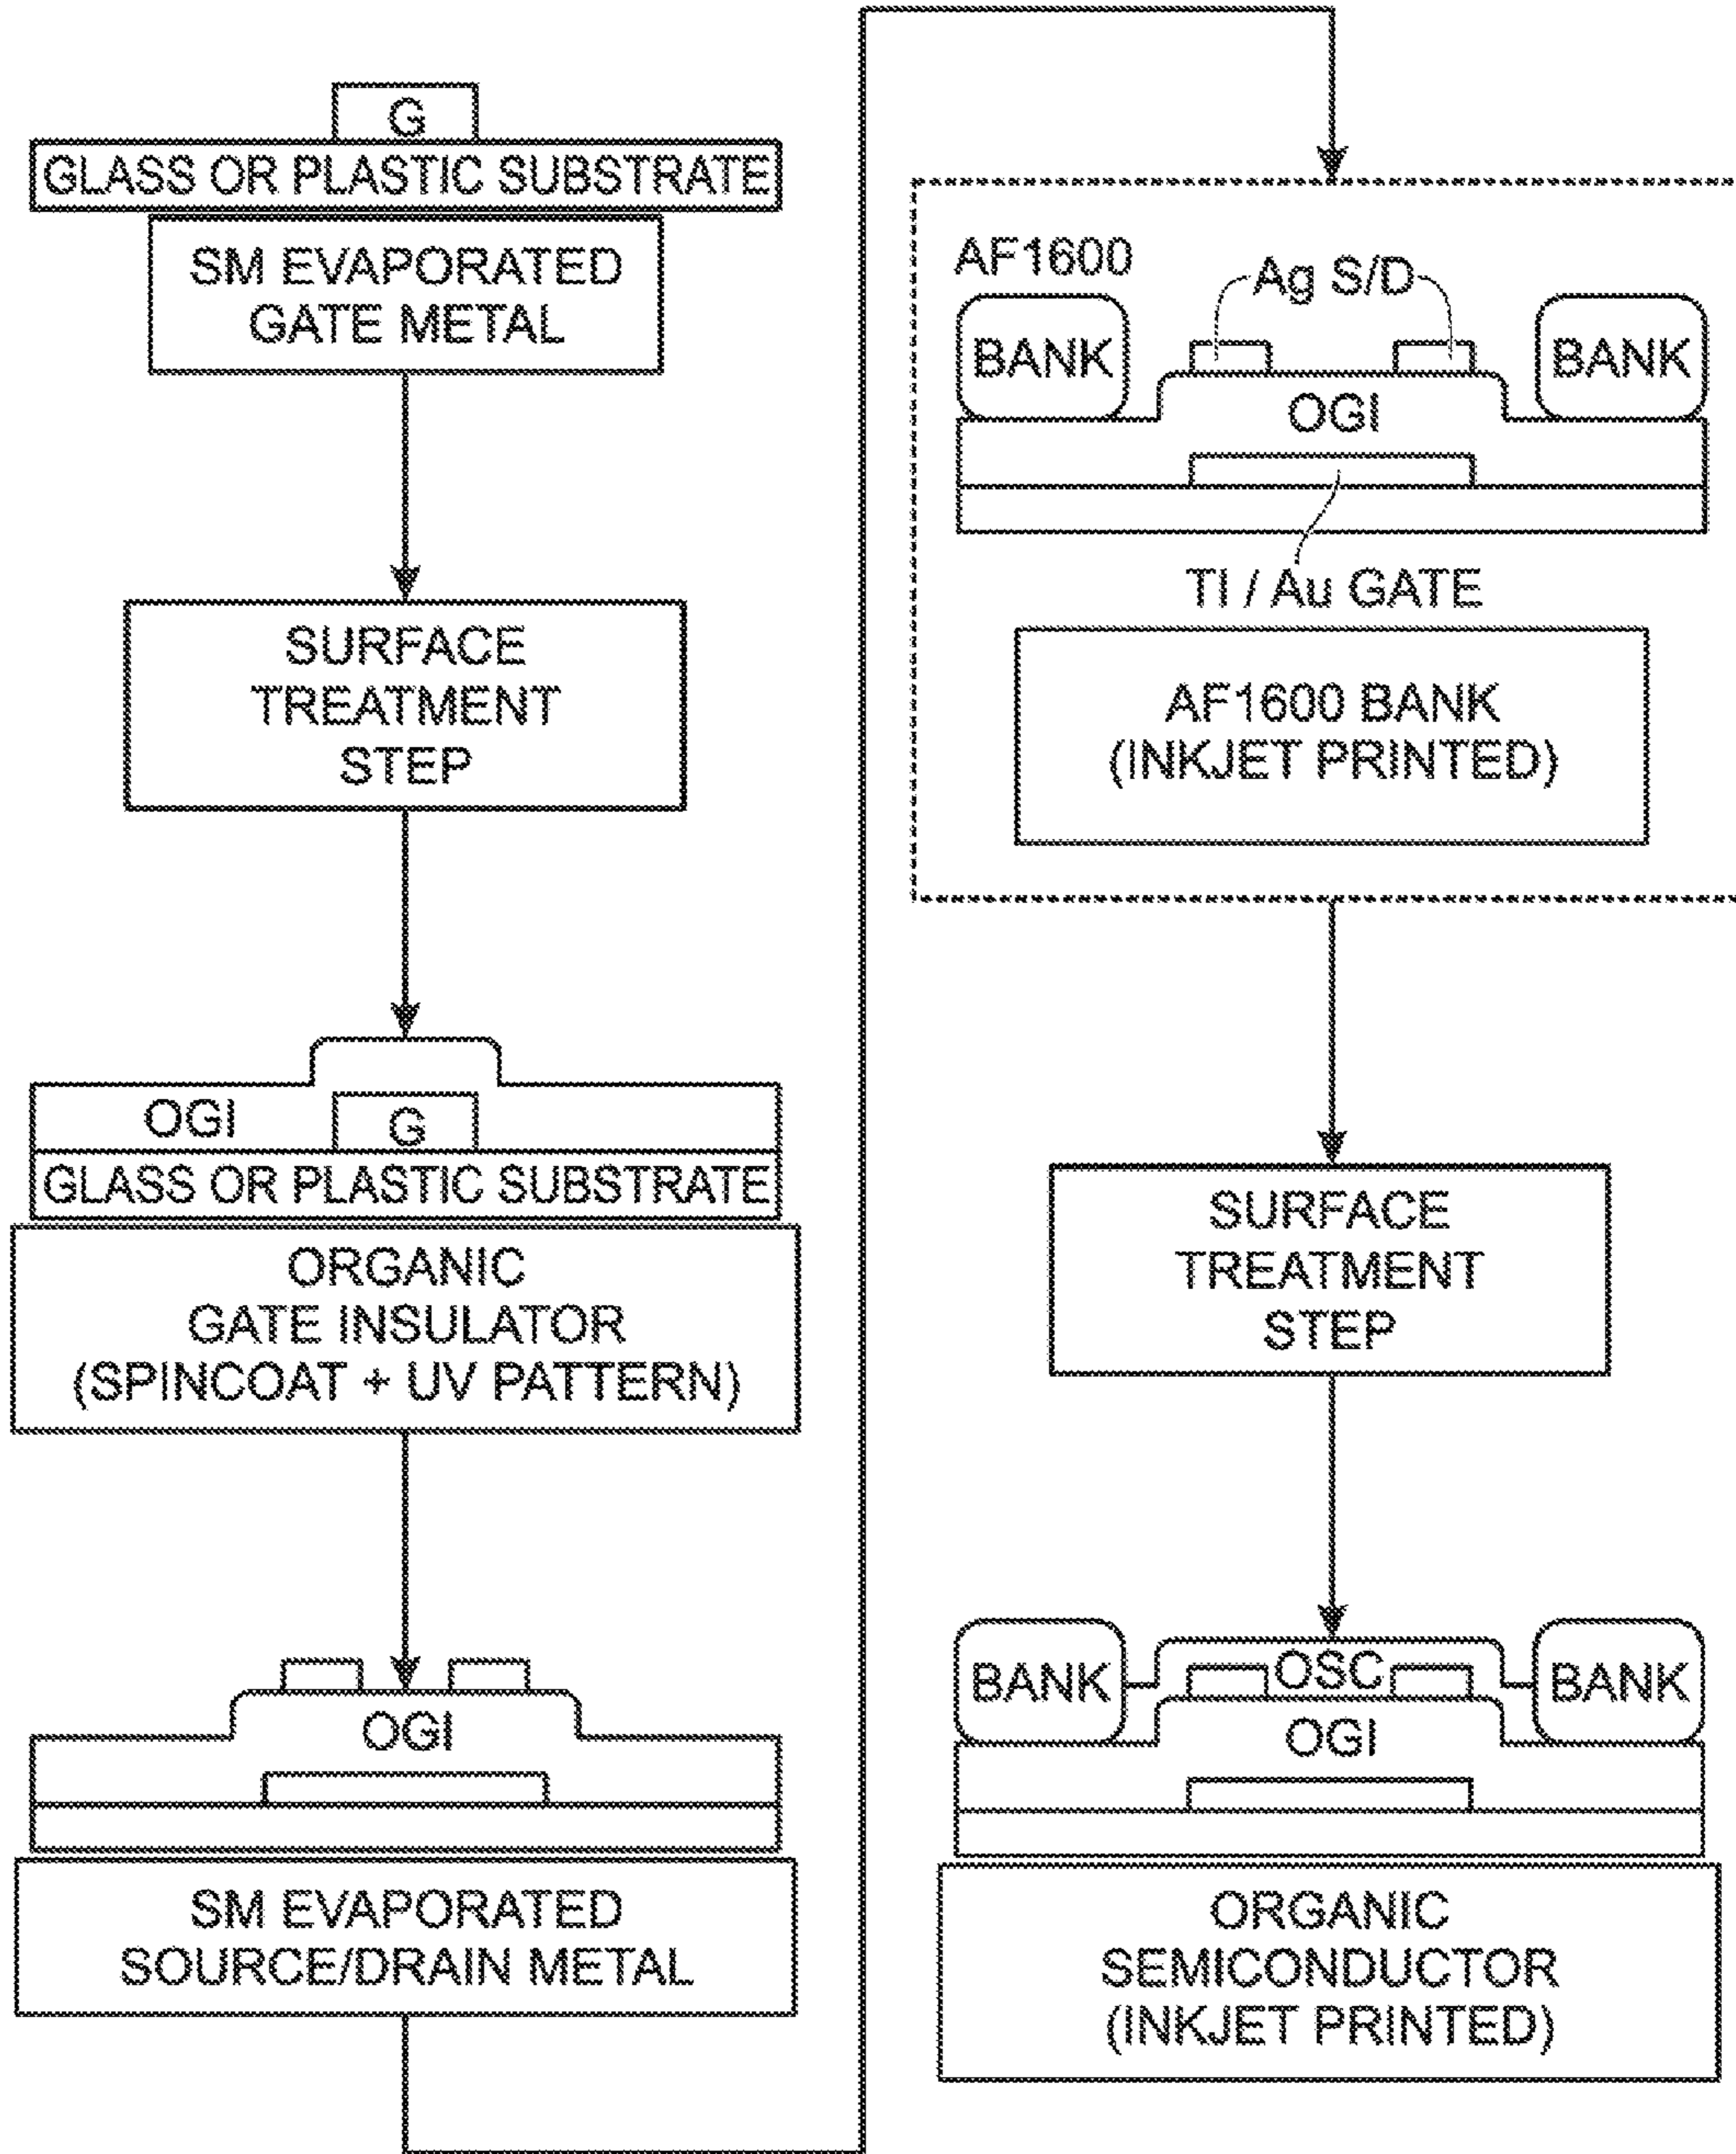 G
GLASS OR PLASTIC SUBSTRATE
SM EVAPORATED
GATE METAL
SURFACE
TREATMENT
STEP
OGI
G
GLASS OR PLASTIC SUBSTRATE
ORGANIC
GATE INSULATOR
(SPINCOAT + UV PATTERN)
OGI
SM EVAPORATED
SOURCE/DRAIN METAL
AF1600
Ag S/D
BANK
BANK
OGI
TI / Au GATE
AF1600 BANK
(INKJET PRINTED)
SURFACE
TREATMENT
STEP
BANK
OSC
BANK
OGI
ORGANIC
SEMICONDUCTOR
(INKJET PRINTED)